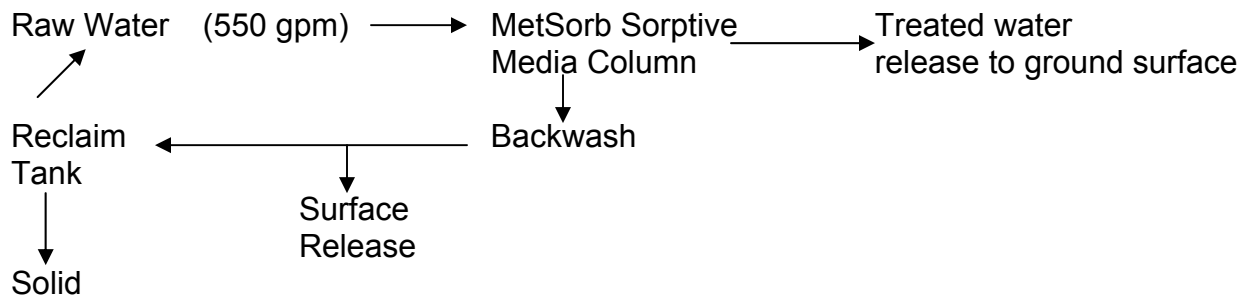 Raw Water (550 gpm) MetSorb Sorptive Treated water
Media Column release to ground surface
Reclaim Backwash
Tank
Surface
Release
Solid